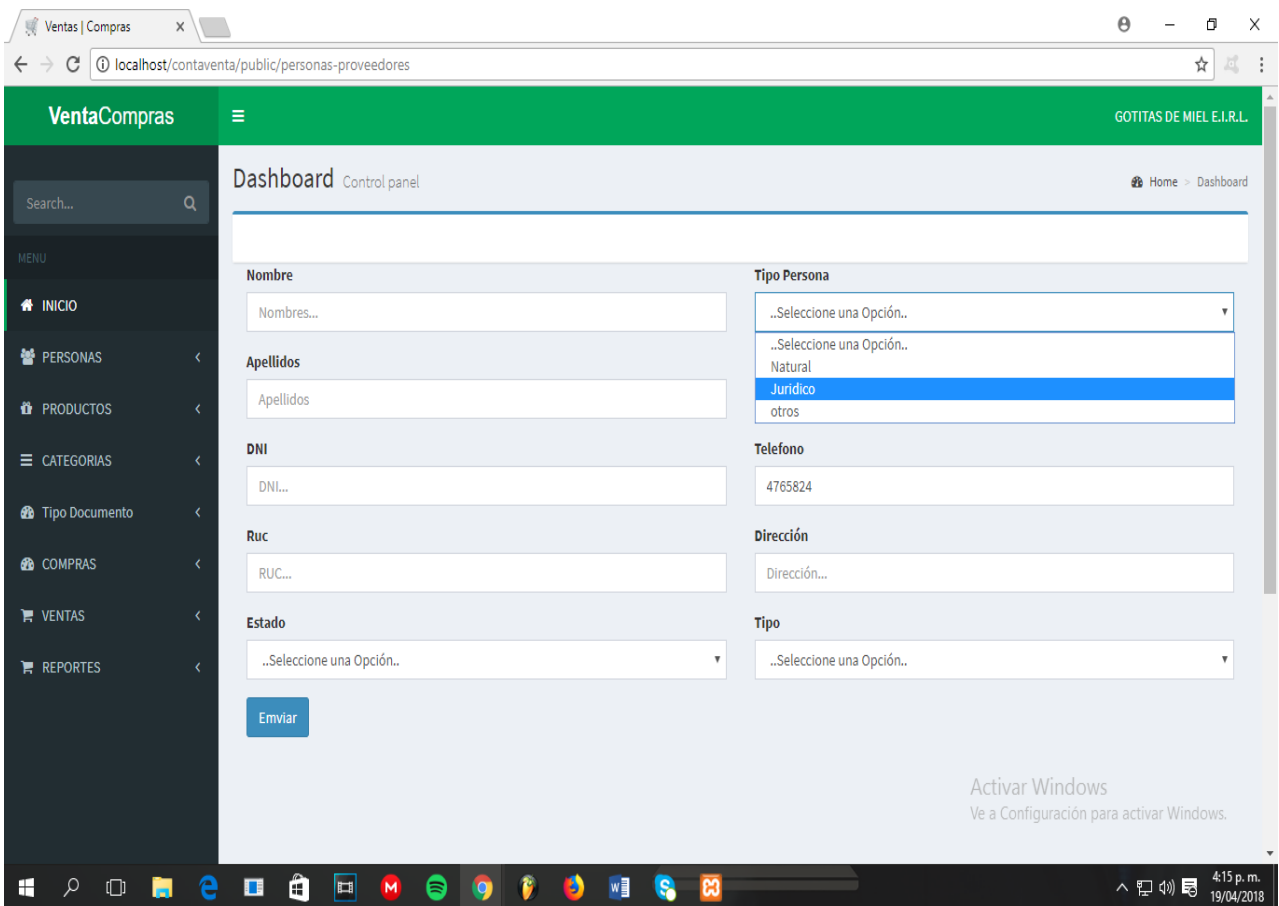 Ventas | Compras
localhost/contaventa/public/personas-proveedores
VentaCompras
GOTITAS DE MIEL E.I.R.L.
Dashboard Control panel
Home > Dashboard
Search...
MENU
INICIO
PERSONAS
PRODUCTOS
CATEGORIAS
Tipo Documento
COMPRAS
VENTAS
REPORTES
Nombre
Nombres...
Tipo Persona
..Seleccione una Opción..
..Seleccione una Opción..
Natural
Jurídico
otros
Apellidos
Apellidos
DNI
DNI...
Telefono
4765824
Ruc
RUC...
Dirección
Dirección...
Estado
..Seleccione una Opción..
Tipo
..Seleccione una Opción..
Emviar
Activar Windows
Ve a Configuración para activar Windows.
4:15 p. m.
19/04/2018